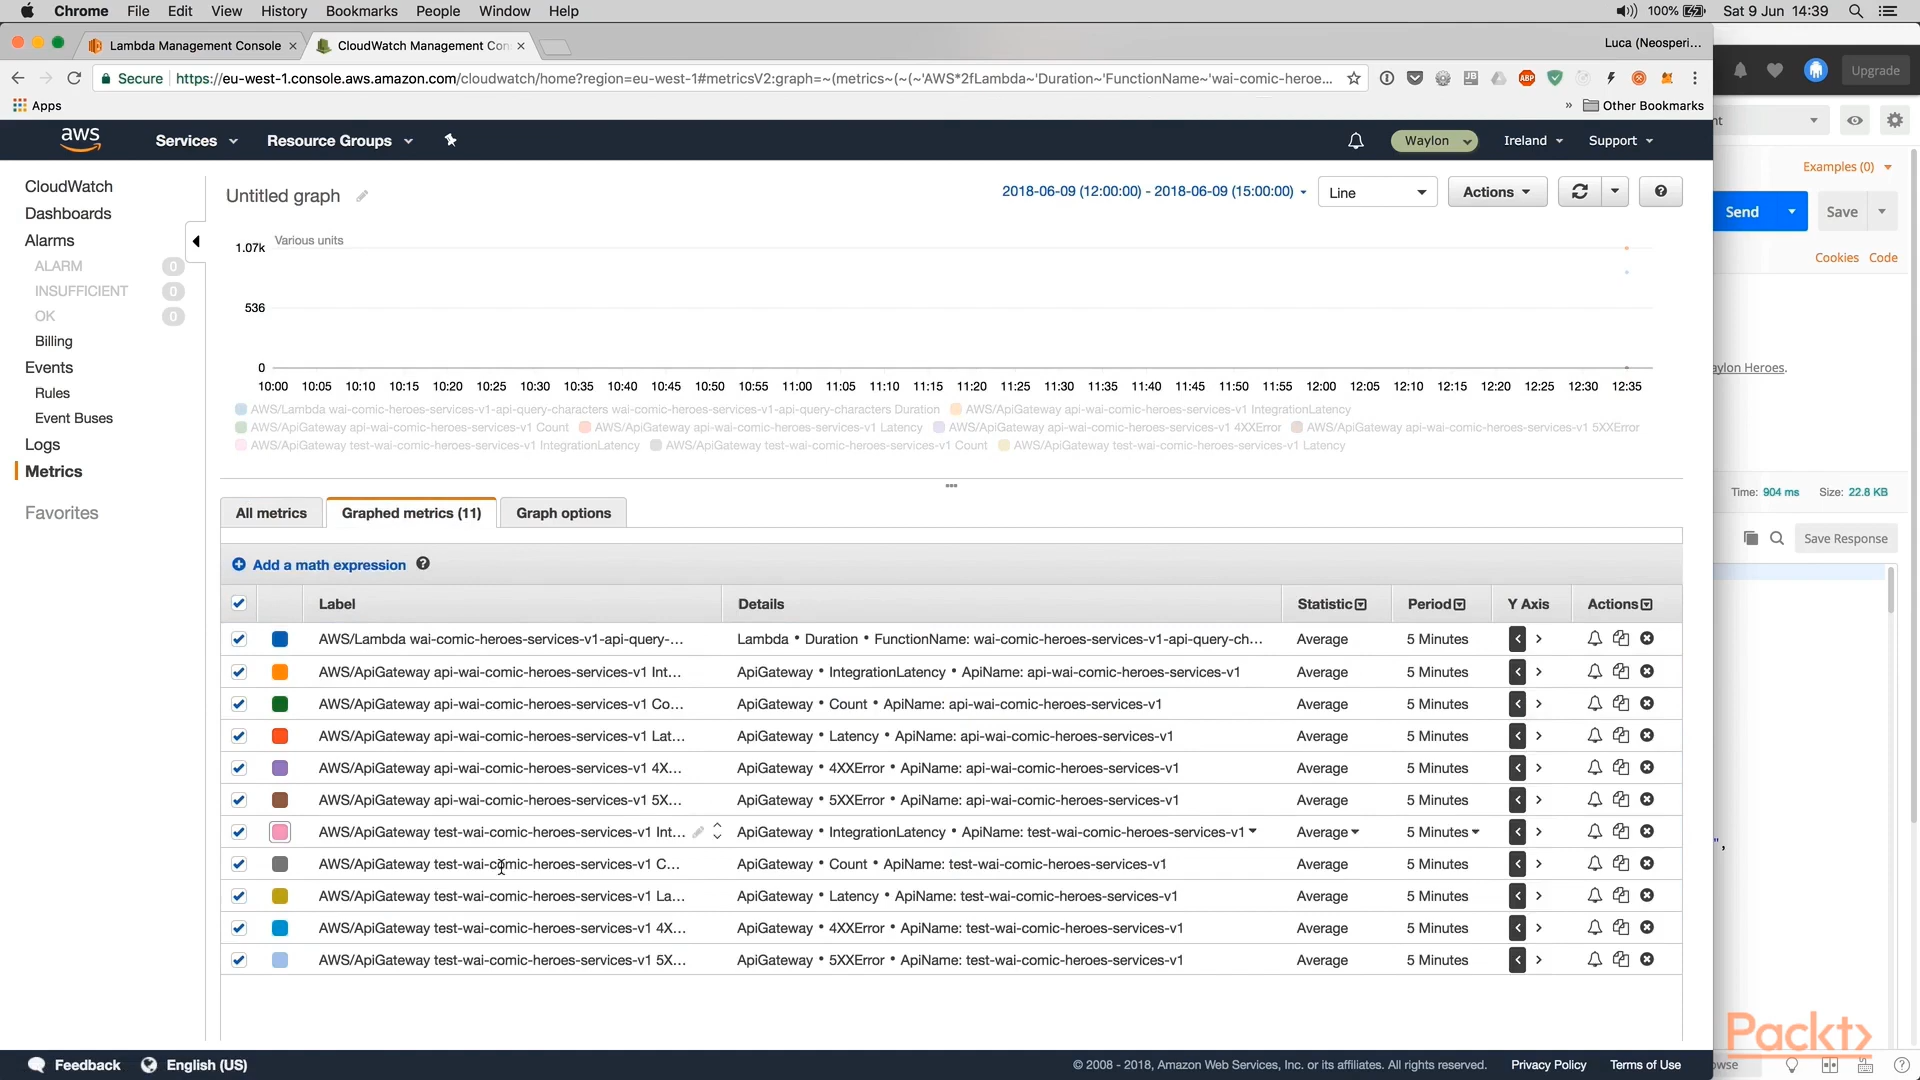 Chrome File Edit View History Bookmarks People Window Help 100% Sat 9 Jun 14:39
Lambda Management Console CloudWatch Management Con Luca (Neosperi...
Secure https://eu-west-1.console.aws.amazon.com/cloudwatch/home?region=eu-west-1#metricsV2:graph=~(metrics~(~(~'AWS*2fLambda~'Duration~'FunctionName~'wai-comic-heroe... JB ABP Upgrade
Apps » Other Bookmarks nt
aws Services Resource Groups Waylon Ireland Support
Examples (0)
CloudWatch
Dashboards
Alarms
ALARM 0
INSUFFICIENT 0
OK 0
Billing
Events
Rules
Event Buses
Logs
Metrics
Favorites
Untitled graph 2018-06-09 (12:00:00) - 2018-06-09 (15:00:00) Line Actions
Send Save
Cookies Code
1.07k Various units
536
0
10:00 10:05 10:10 10:15 10:20 10:25 10:30 10:35 10:40 10:45 10:50 10:55 11:00 11:05 11:10 11:15 11:20 11:25 11:30 11:35 11:40 11:45 11:50 11:55 12:00 12:05 12:10 12:15 12:20 12:25 12:30 12:35
aylon Heroes.
AWS/Lambda wai-comic-heroes-services-v1-api-query-characters wai-comic-heroes-services-v1-api-query-characters Duration AWS/ApiGateway api-wai-comic-heroes-services-v1 IntegrationLatency
AWS/ApiGateway api-wai-comic-heroes-services-v1 Count AWS/ApiGateway api-wai-comic-heroes-services-v1 Latency AWS/ApiGateway api-wai-comic-heroes-services-v1 4XXError AWS/ApiGateway api-wai-comic-heroes-services-v1 5XXError
AWS/ApiGateway test-wai-comic-heroes-services-v1 IntegrationLatency AWS/ApiGateway test-wai-comic-heroes-services-v1 Count AWS/ApiGateway test-wai-comic-heroes-services-v1 Latency
Time: 904 ms Size: 22.8 KB
All metrics Graphed metrics (11) Graph options
Save Response
Add a math expression
Label Details Statistic Period Y Axis Actions
AWS/Lambda wai-comic-heroes-services-v1-api-query-... Lambda • Duration • FunctionName: wai-comic-heroes-services-v1-api-query-ch... Average 5 Minutes
AWS/ApiGateway api-wai-comic-heroes-services-v1 Int... ApiGateway • IntegrationLatency • ApiName: api-wai-comic-heroes-services-v1 Average 5 Minutes
AWS/ApiGateway api-wai-comic-heroes-services-v1 Co... ApiGateway • Count • ApiName: api-wai-comic-heroes-services-v1 Average 5 Minutes
AWS/ApiGateway api-wai-comic-heroes-services-v1 Lat... ApiGateway • Latency • ApiName: api-wai-comic-heroes-services-v1 Average 5 Minutes
AWS/ApiGateway api-wai-comic-heroes-services-v1 4X... ApiGateway • 4XXError • ApiName: api-wai-comic-heroes-services-v1 Average 5 Minutes
AWS/ApiGateway api-wai-comic-heroes-services-v1 5X... ApiGateway • 5XXError • ApiName: api-wai-comic-heroes-services-v1 Average 5 Minutes
AWS/ApiGateway test-wai-comic-heroes-services-v1 Int... ApiGateway • IntegrationLatency • ApiName: test-wai-comic-heroes-services-v1 Average 5 Minutes ",
AWS/ApiGateway test-wai-comic-heroes-services-v1 C... ApiGateway • Count • ApiName: test-wai-comic-heroes-services-v1 Average 5 Minutes
AWS/ApiGateway test-wai-comic-heroes-services-v1 La... ApiGateway • Latency • ApiName: test-wai-comic-heroes-services-v1 Average 5 Minutes
AWS/ApiGateway test-wai-comic-heroes-services-v1 4X... ApiGateway • 4XXError • ApiName: test-wai-comic-heroes-services-v1 Average 5 Minutes
AWS/ApiGateway test-wai-comic-heroes-services-v1 5X... ApiGateway • 5XXError • ApiName: test-wai-comic-heroes-services-v1 Average 5 Minutes
Packt>
Feedback English (US) © 2008 - 2018, Amazon Web Services, Inc. or its affiliates. All rights reserved. Privacy Policy Terms of Use owse